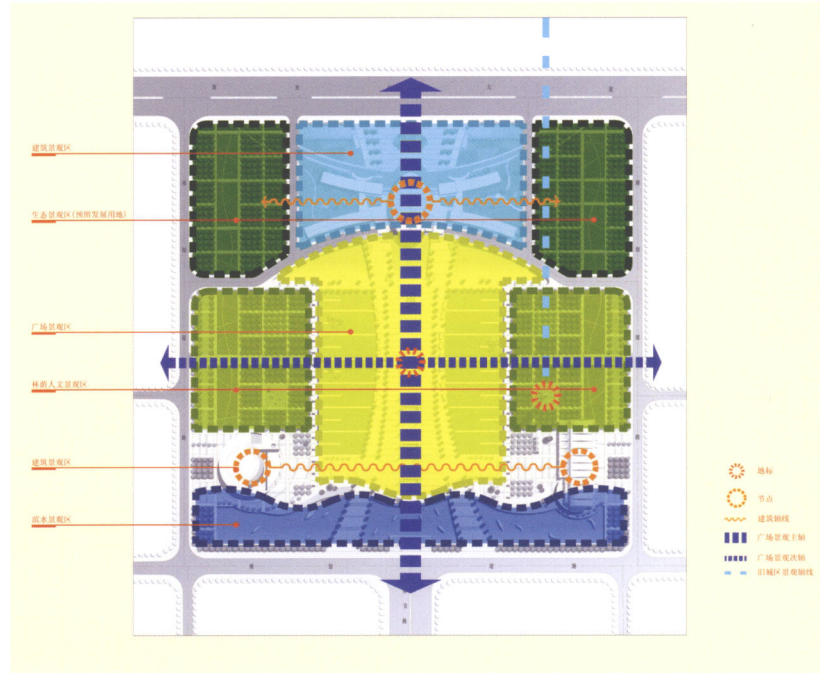 建筑景观区
生态景观区(预留发展用地)
广场景观区
林荫人文景观区
建筑景观区
滨水景观区
地标
节点
建筑轴线
广场景观主轴
广场景观次轴
旧城区景观轴线